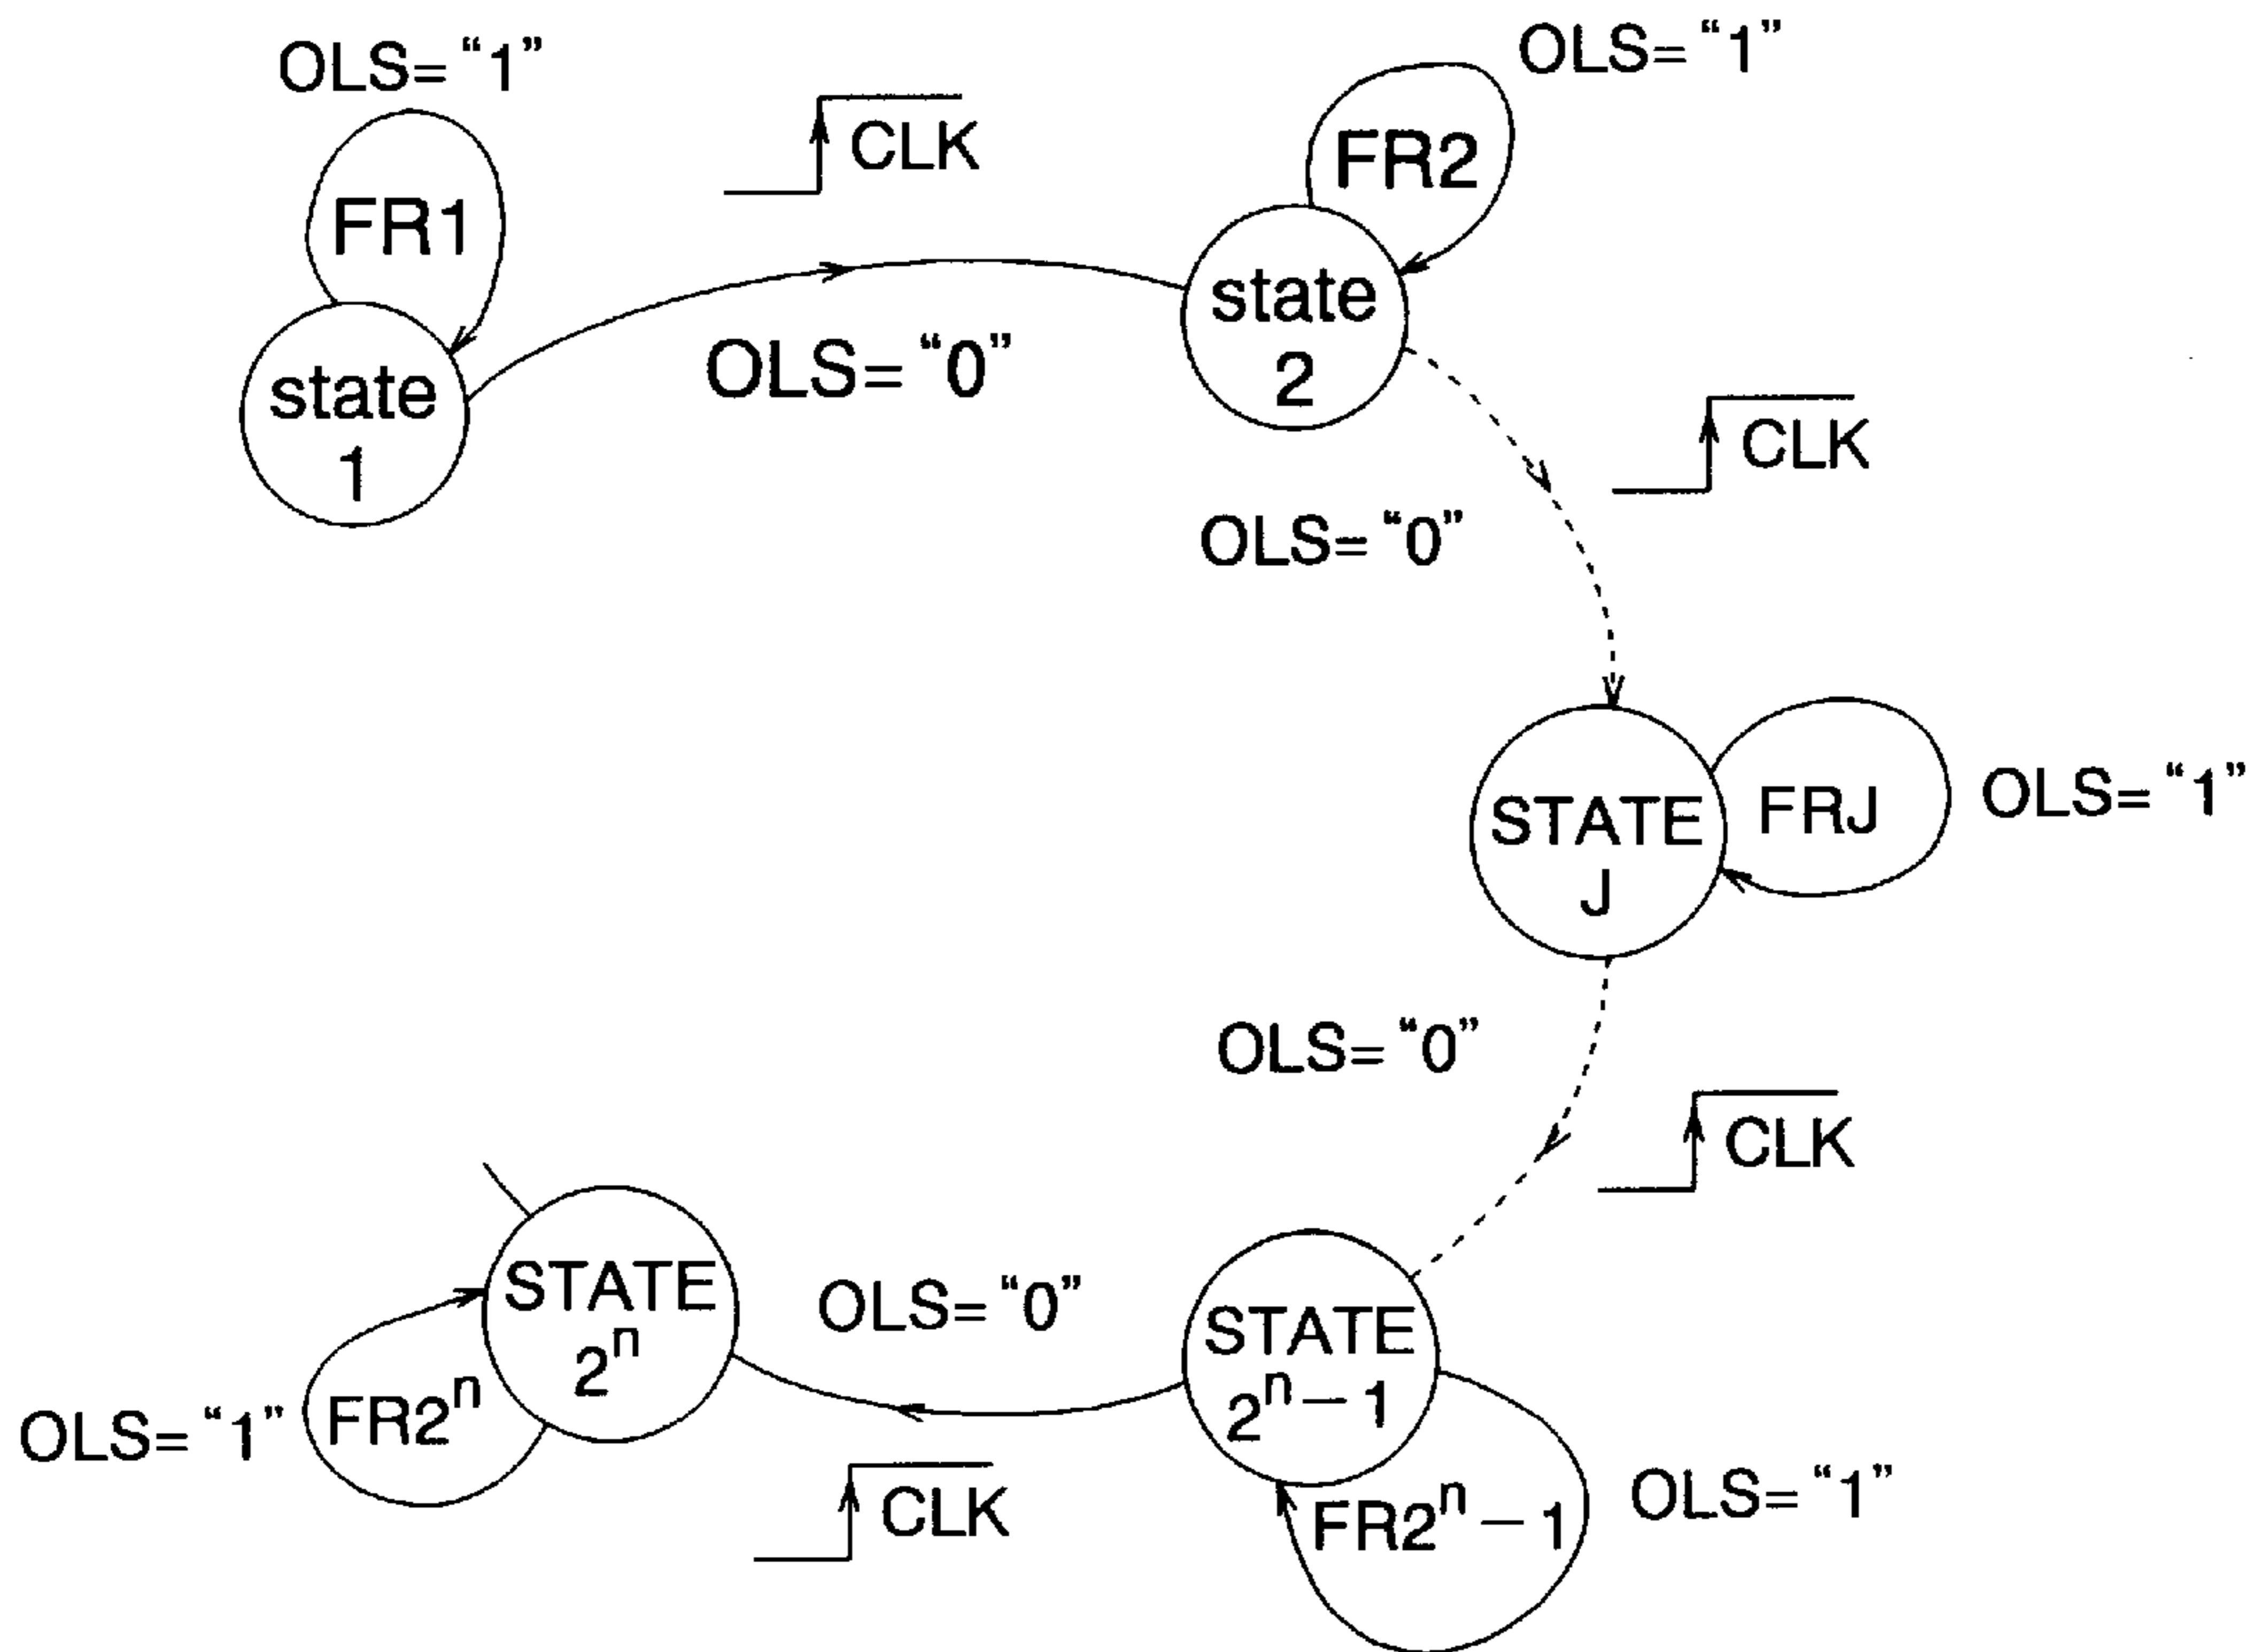 OLS= “1”
FR1
state
1
CLK
OLS= “0”
OLS= “1”
FR2
state
2
CLK
OLS= “0”
STATE
J
FRJ
OLS= “1”
OLS= “0”
CLK
STATE
2ⁿ−1
FR2ⁿ−1
OLS= “1”
OLS= “0”
CLK
STATE
2ⁿ
FR2ⁿ
OLS= “1”